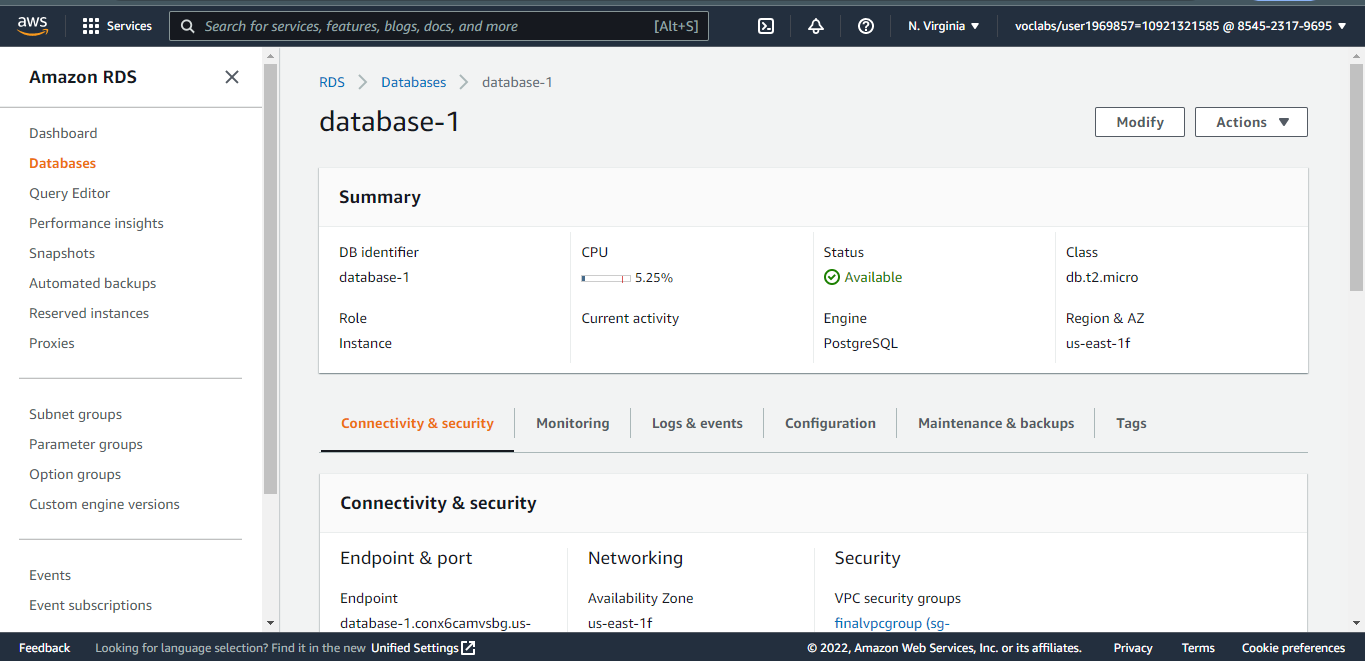 aws
Services
Search for services, features, blogs, docs, and more
[Alt+S]
N. Virginia
voclabs/user1969857=10921321585 @ 8545-2317-9695
Amazon RDS
Dashboard
Databases
Query Editor
Performance insights
Snapshots
Automated backups
Reserved instances
Proxies
Subnet groups
Parameter groups
Option groups
Custom engine versions
Events
Event subscriptions
RDS
Databases
database-1
database-1
Modify
Actions
Summary
DB identifier
database-1
CPU
5.25%
Status
Available
Class
db.t2.micro
Role
Instance
Current activity
Engine
PostgreSQL
Region & AZ
us-east-1f
Connectivity & security
Monitoring
Logs & events
Configuration
Maintenance & backups
Tags
Connectivity & security
Endpoint & port
Endpoint
database-1.conx6camvsbg.us-
Networking
Availability Zone
us-east-1f
Security
VPC security groups
finalvpcgroup (sg-
Feedback
Looking for language selection? Find it in the new Unified Settings
© 2022, Amazon Web Services, Inc. or its affiliates.
Privacy
Terms
Cookie preferences